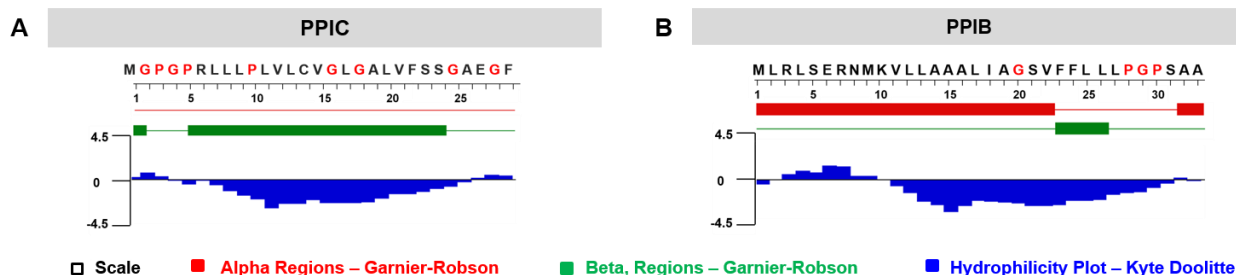 A PPIC
M G P G P R L L L P L V L C V G L G A L V F S S G A E G F
1 5 10 15 20 25
4.5
0
-4.5
B PPIB
M L R L S E R N M K V L L A A A L I A G S V F F L L L P G P S A A
1 5 10 15 20 25 30
4.5
0
-4.5
Scale Alpha Regions – Garnier-Robson Beta, Regions – Garnier-Robson Hydrophilicity Plot – Kyte Doolitte